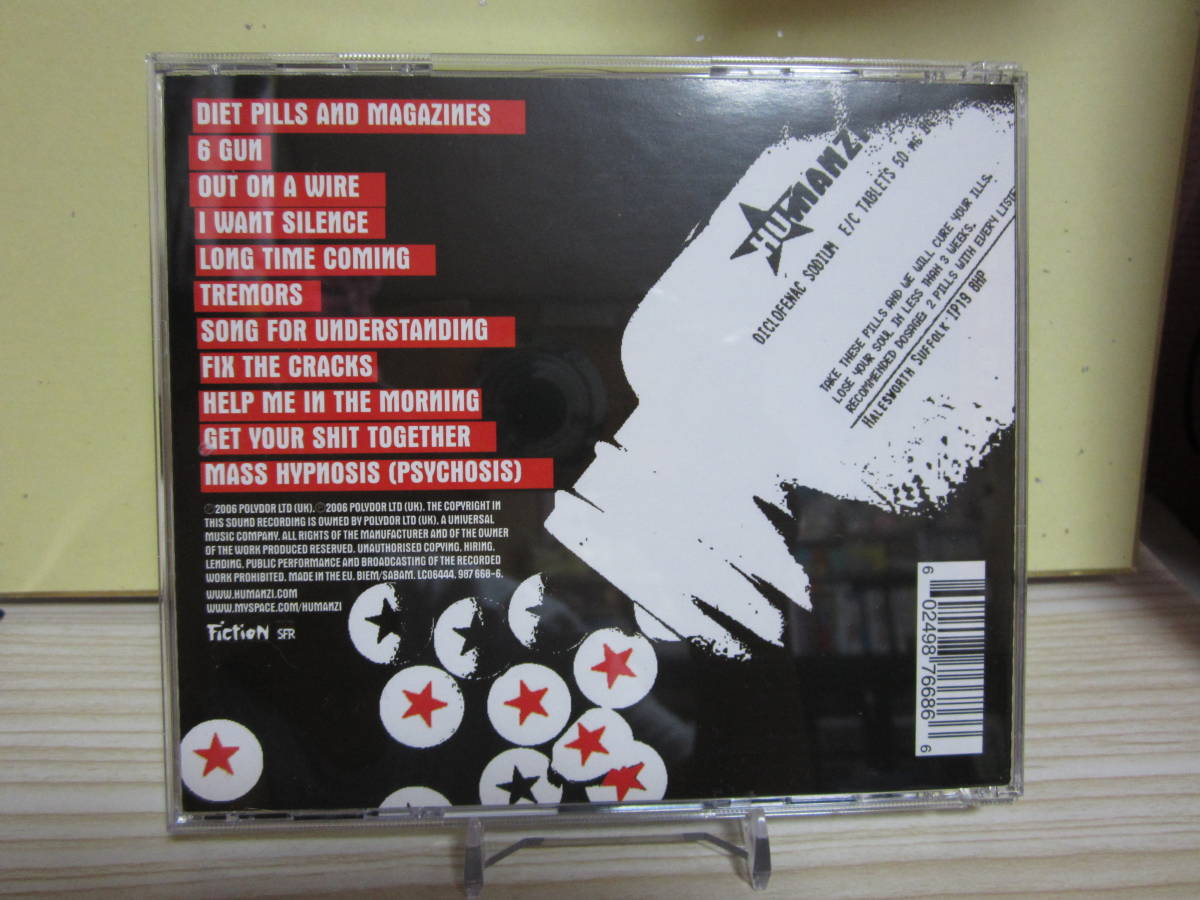 DIET PILLS AND MAGAZINES
6 GUN
OUT ON A WIRE
I WANT SILENCE
LONG TIME COMING
TREMORS
SONG FOR UNDERSTANDING
FIX THE CRACKS
HELP ME IN THE MORNING
GET YOUR SHIT TOGETHER
MASS HYPNOSIS (PSYCHOSIS)
℗2006 POLYDOR LTD (UK). ©2006 POLYDOR LTD (UK). THE COPYRIGHT IN
THIS SOUND RECORDING IS OWNED BY POLYDOR LTD (UK), A UNIVERSAL
MUSIC COMPANY. ALL RIGHTS OF THE MANUFACTURER AND OF THE OWNER
OF THE WORK PRODUCED RESERVED. UNAUTHORISED COPYING, HIRING,
LENDING, PUBLIC PERFORMANCE AND BROADCASTING OF THE RECORDED
WORK PROHIBITED. MADE IN THE EU. BIEM/SABAM. LC06444. 987 668-6.
WWW.HUMANZI.COM
WWW.MYSPACE.COM/HUMANZI
Fiction SFR
HUMANZ
DICLOFENAC SODIUM E/C TABLETS 50 MG
TAKE THESE PILLS AND WE WILL CURE YOUR ILLS.
LOSE YOUR SOUL IN LESS THAN 3 WEEKS.
RECOMMENDED DOSAGE: 2 PILLS WITH EVERY LISTE
HALESWORTH SUFFOLK IP19 8HP
6 02498 76686 6